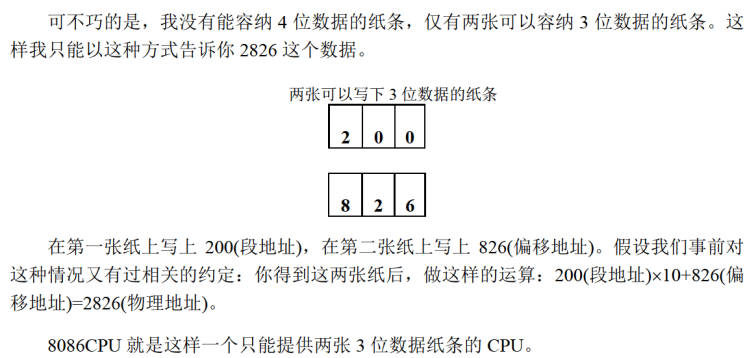 可不巧的是，我没有能容纳 4 位数据的纸条，仅有两张可以容纳 3 位数据的纸条。这
样我只能以这种方式告诉你 2826 这个数据。
两张可以写下 3 位数据的纸条
2 0 0
8 2 6
在第一张纸上写上 200(段地址)，在第二张纸上写上 826(偏移地址)。假设我们事前对
这种情况又有过相关的约定：你得到这两张纸后，做这样的运算：200(段地址)×10+826(偏
移地址)=2826(物理地址)。
8086CPU 就是这样一个只能提供两张 3 位数据纸条的 CPU。